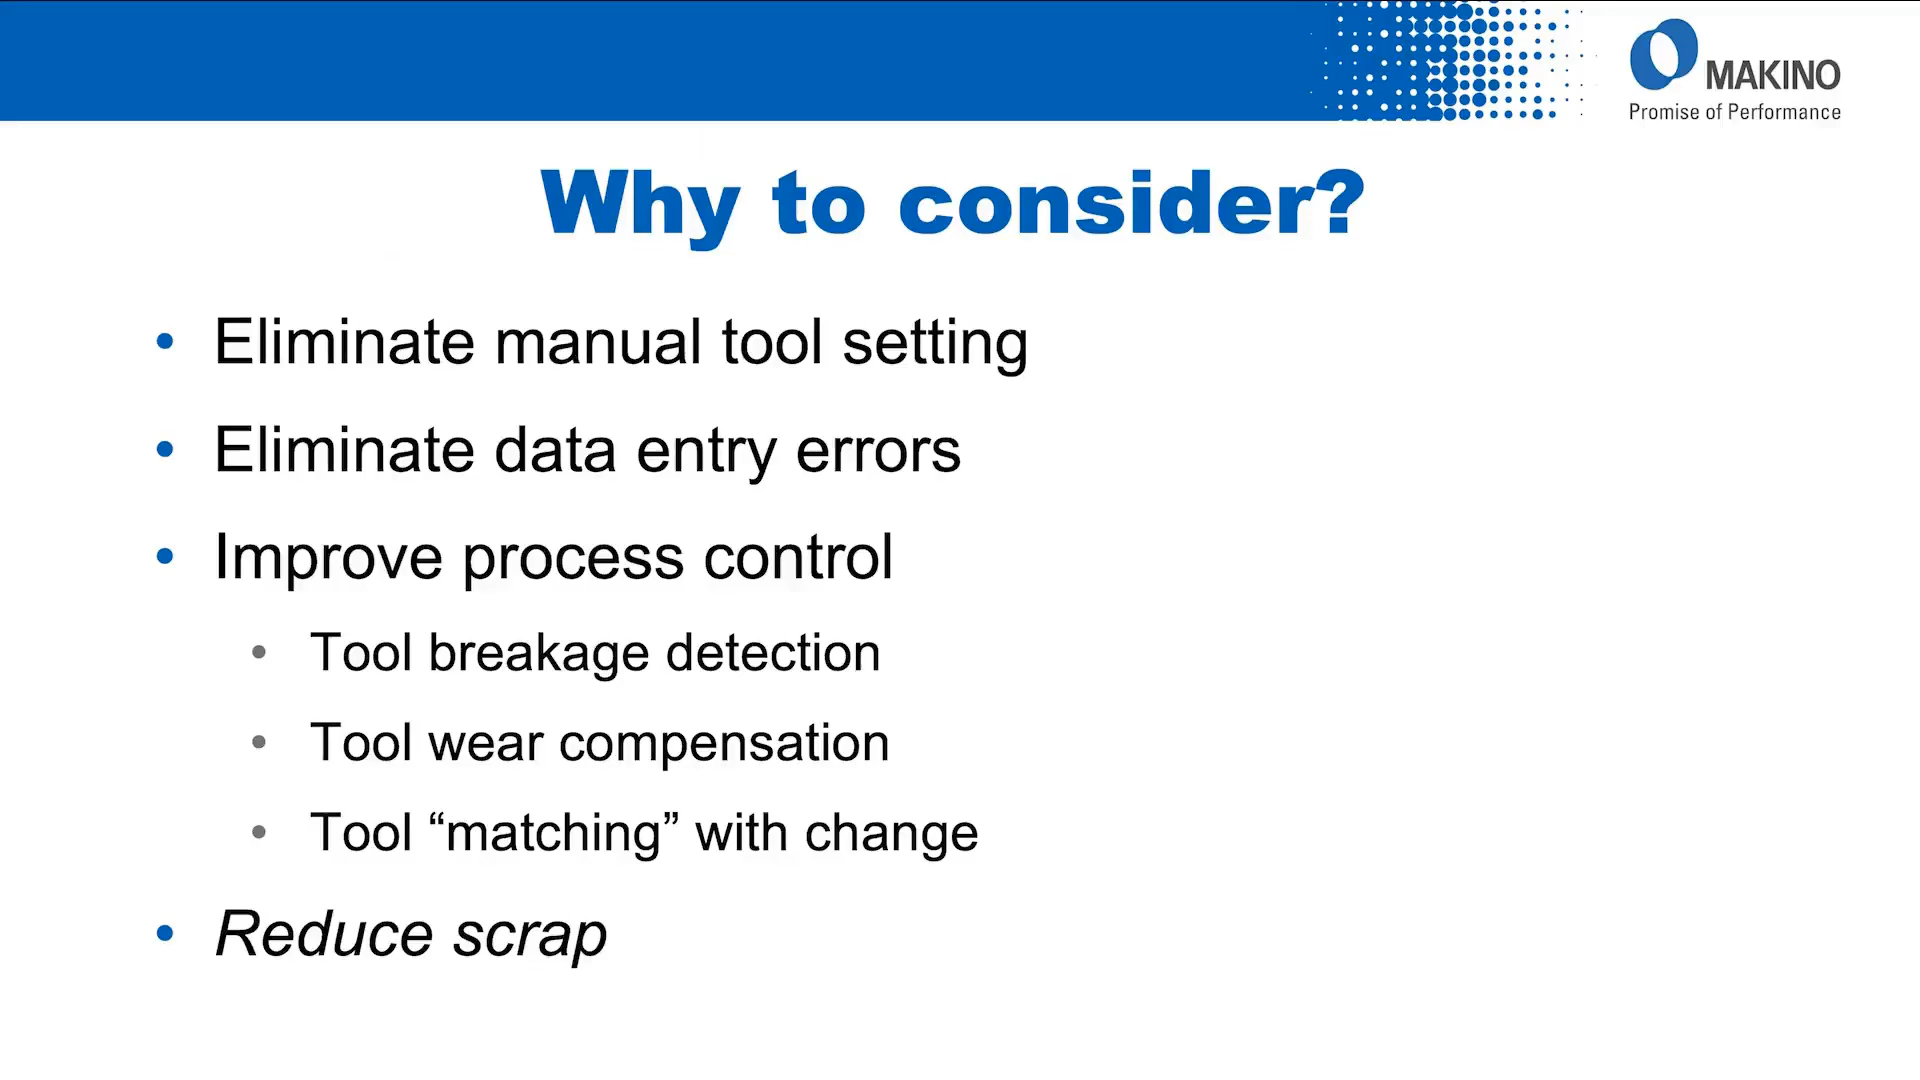 MAKINO
Promise of Performance
Why to consider?
• Eliminate manual tool setting
• Eliminate data entry errors
• Improve process control
• Tool breakage detection
• Tool wear compensation
• Tool “matching” with change
• Reduce scrap